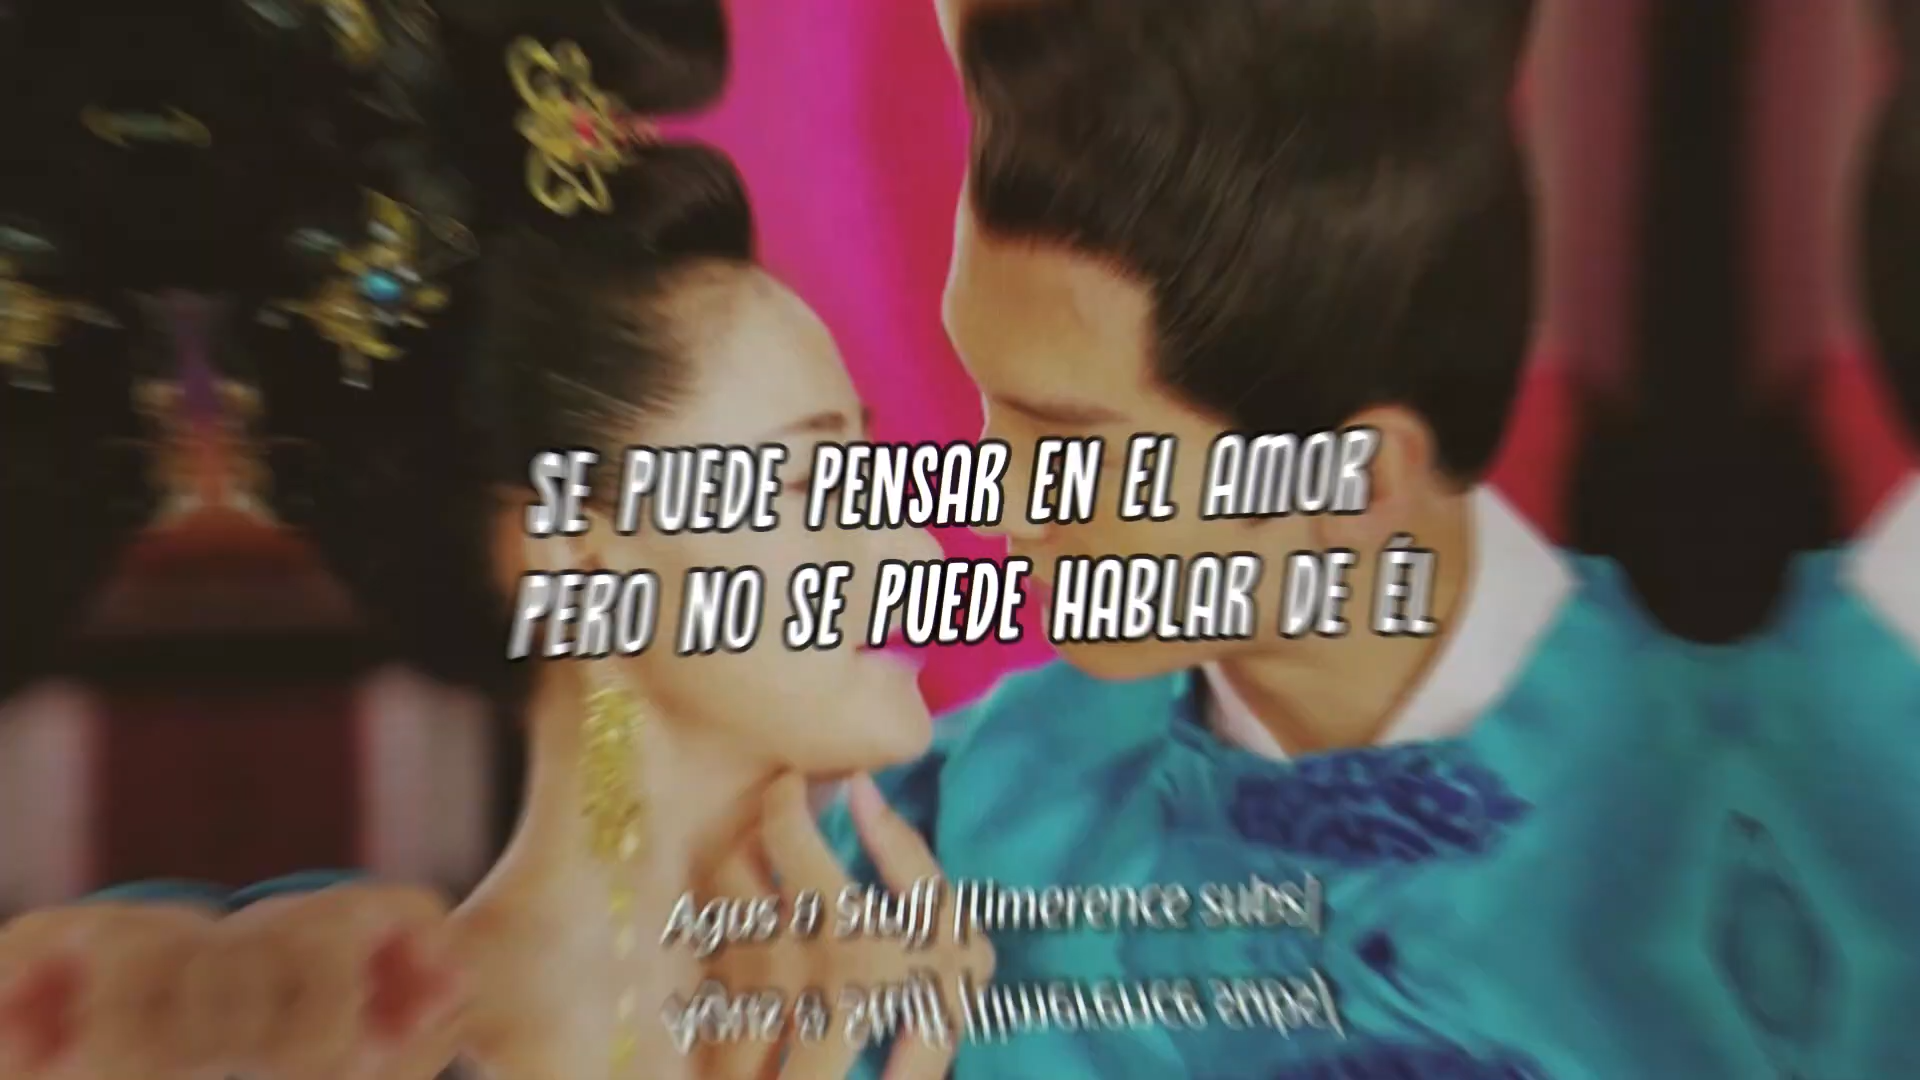 SE PUEDE PENSAR EN EL AMOR
PERO NO SE PUEDE HABLAR DE ÉL
Agus & Stuff [Limerence subs]